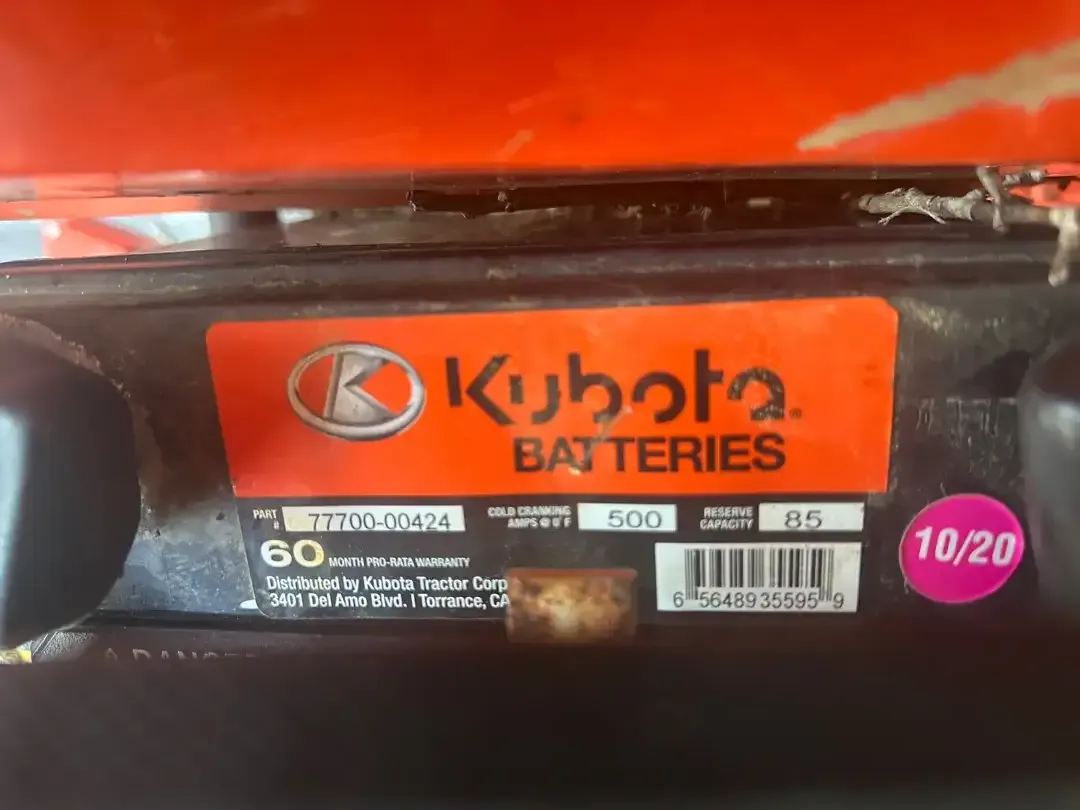 Kubota®
BATTERIES
PART # 77700-00424
COLD CRANKING AMPS @ 0°F 500
RESERVE CAPACITY 85
60 MONTH PRO-RATA WARRANTY
Distributed by Kubota Tractor Corp
3401 Del Amo Blvd. | Torrance, CA
6 56489 35595 9
10/20